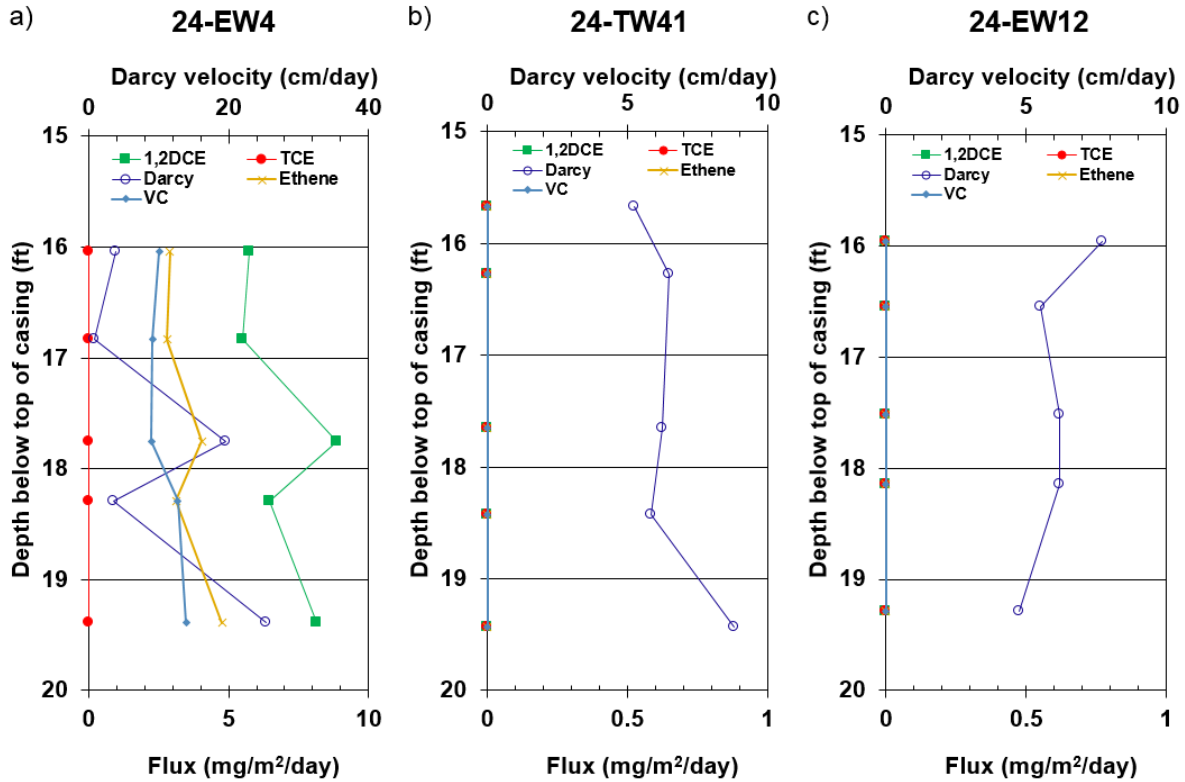 a)
24-EW4
Darcy velocity (cm/day)
0 20 40
15
1,2DCE TCE
Darcy Ethene
VC
16
17
18
19
20
Depth below top of casing (ft)
0 5 10
Flux (mg/m²/day)
b)
24-TW41
Darcy velocity (cm/day)
0 5 10
15
1,2DCE TCE
Darcy Ethene
VC
16
17
18
19
20
Depth below top of casing (ft)
0 0.5 1
Flux (mg/m²/day)
c)
24-EW12
Darcy velocity (cm/day)
0 5 10
15
1,2DCE TCE
Darcy Ethene
VC
16
17
18
19
20
Depth below top of casing (ft)
0 0.5 1
Flux (mg/m²/day)